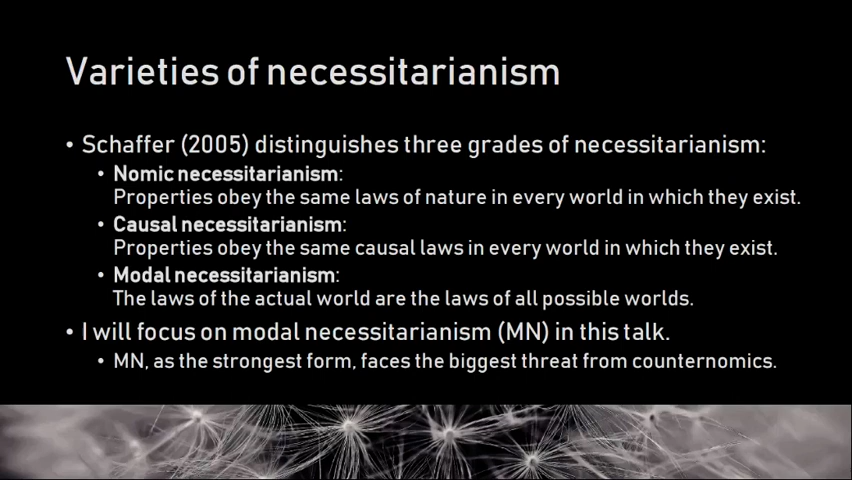 Varieties of necessitarianism
• Schaffer (2005) distinguishes three grades of necessitarianism:
• Nomic necessitarianism:
Properties obey the same laws of nature in every world in which they exist.
• Causal necessitarianism:
Properties obey the same causal laws in every world in which they exist.
• Modal necessitarianism:
The laws of the actual world are the laws of all possible worlds.
• I will focus on modal necessitarianism (MN) in this talk.
• MN, as the strongest form, faces the biggest threat from counternomics.